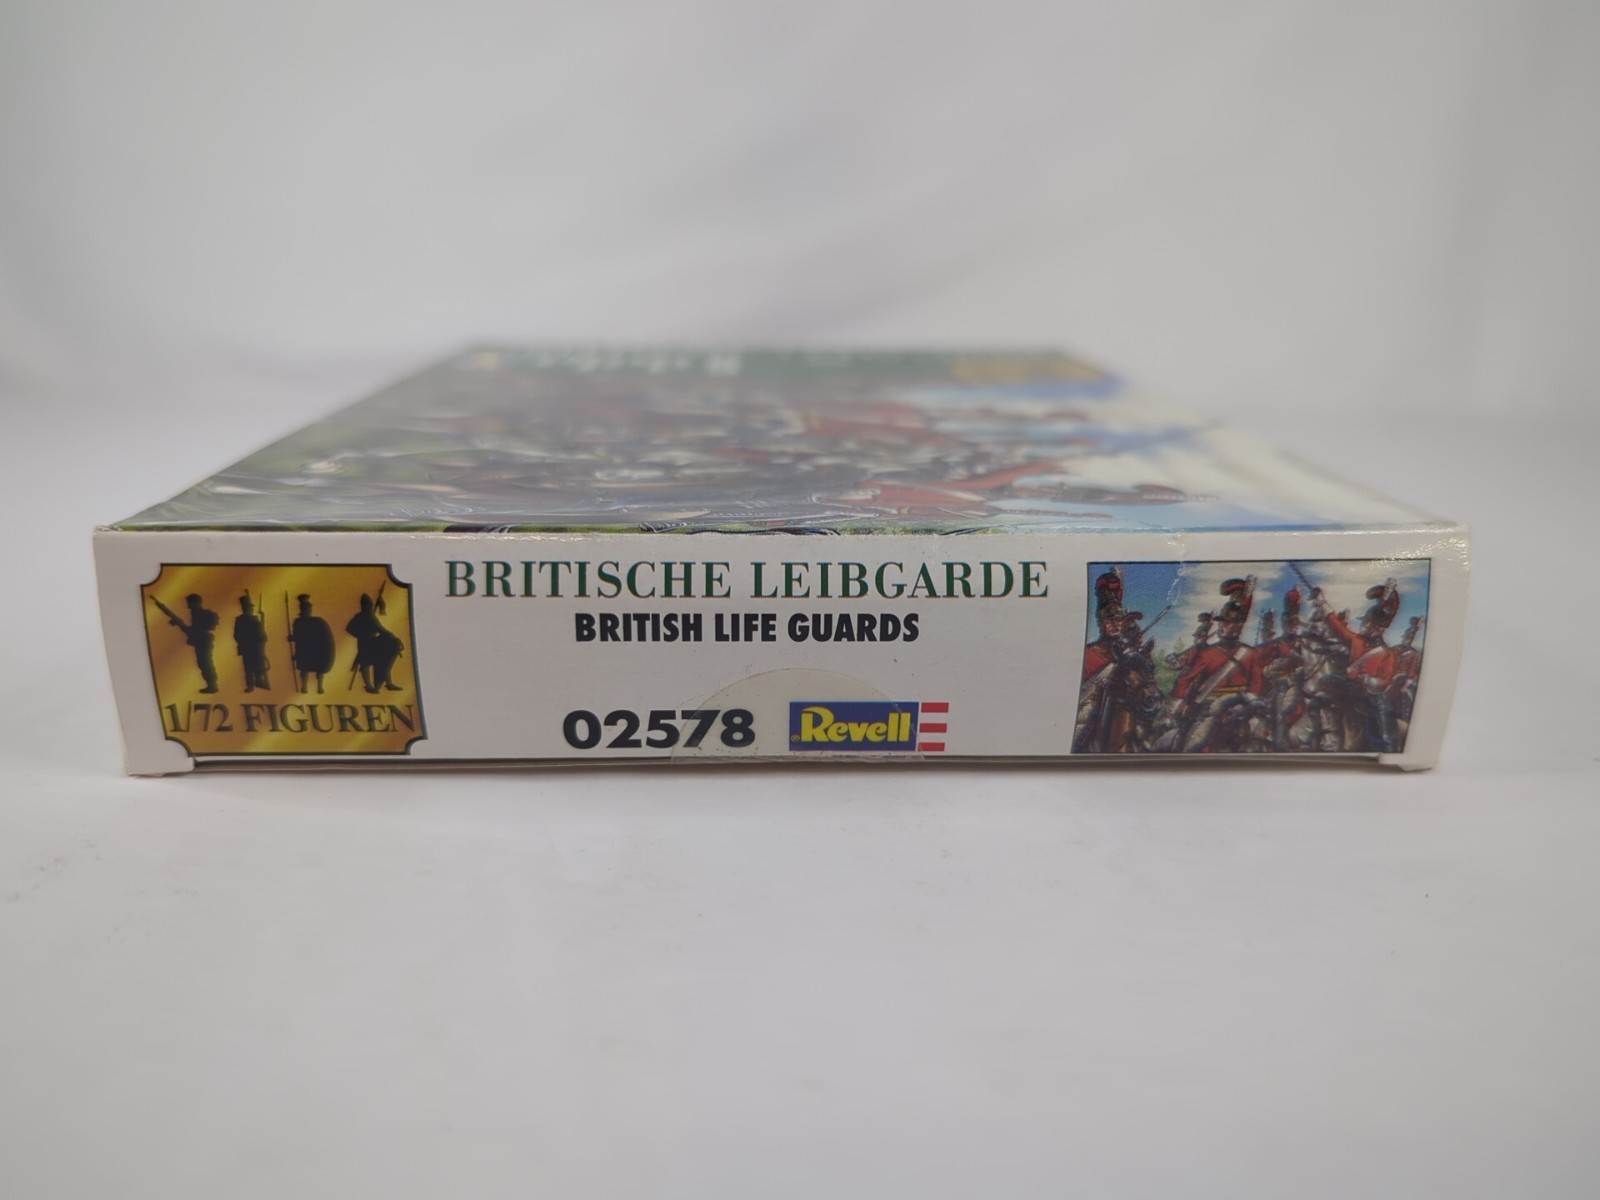 BRITISCHE LEIBGARDE
BRITISH LIFE GUARDS
1/72 FIGUREN
02578 Revell